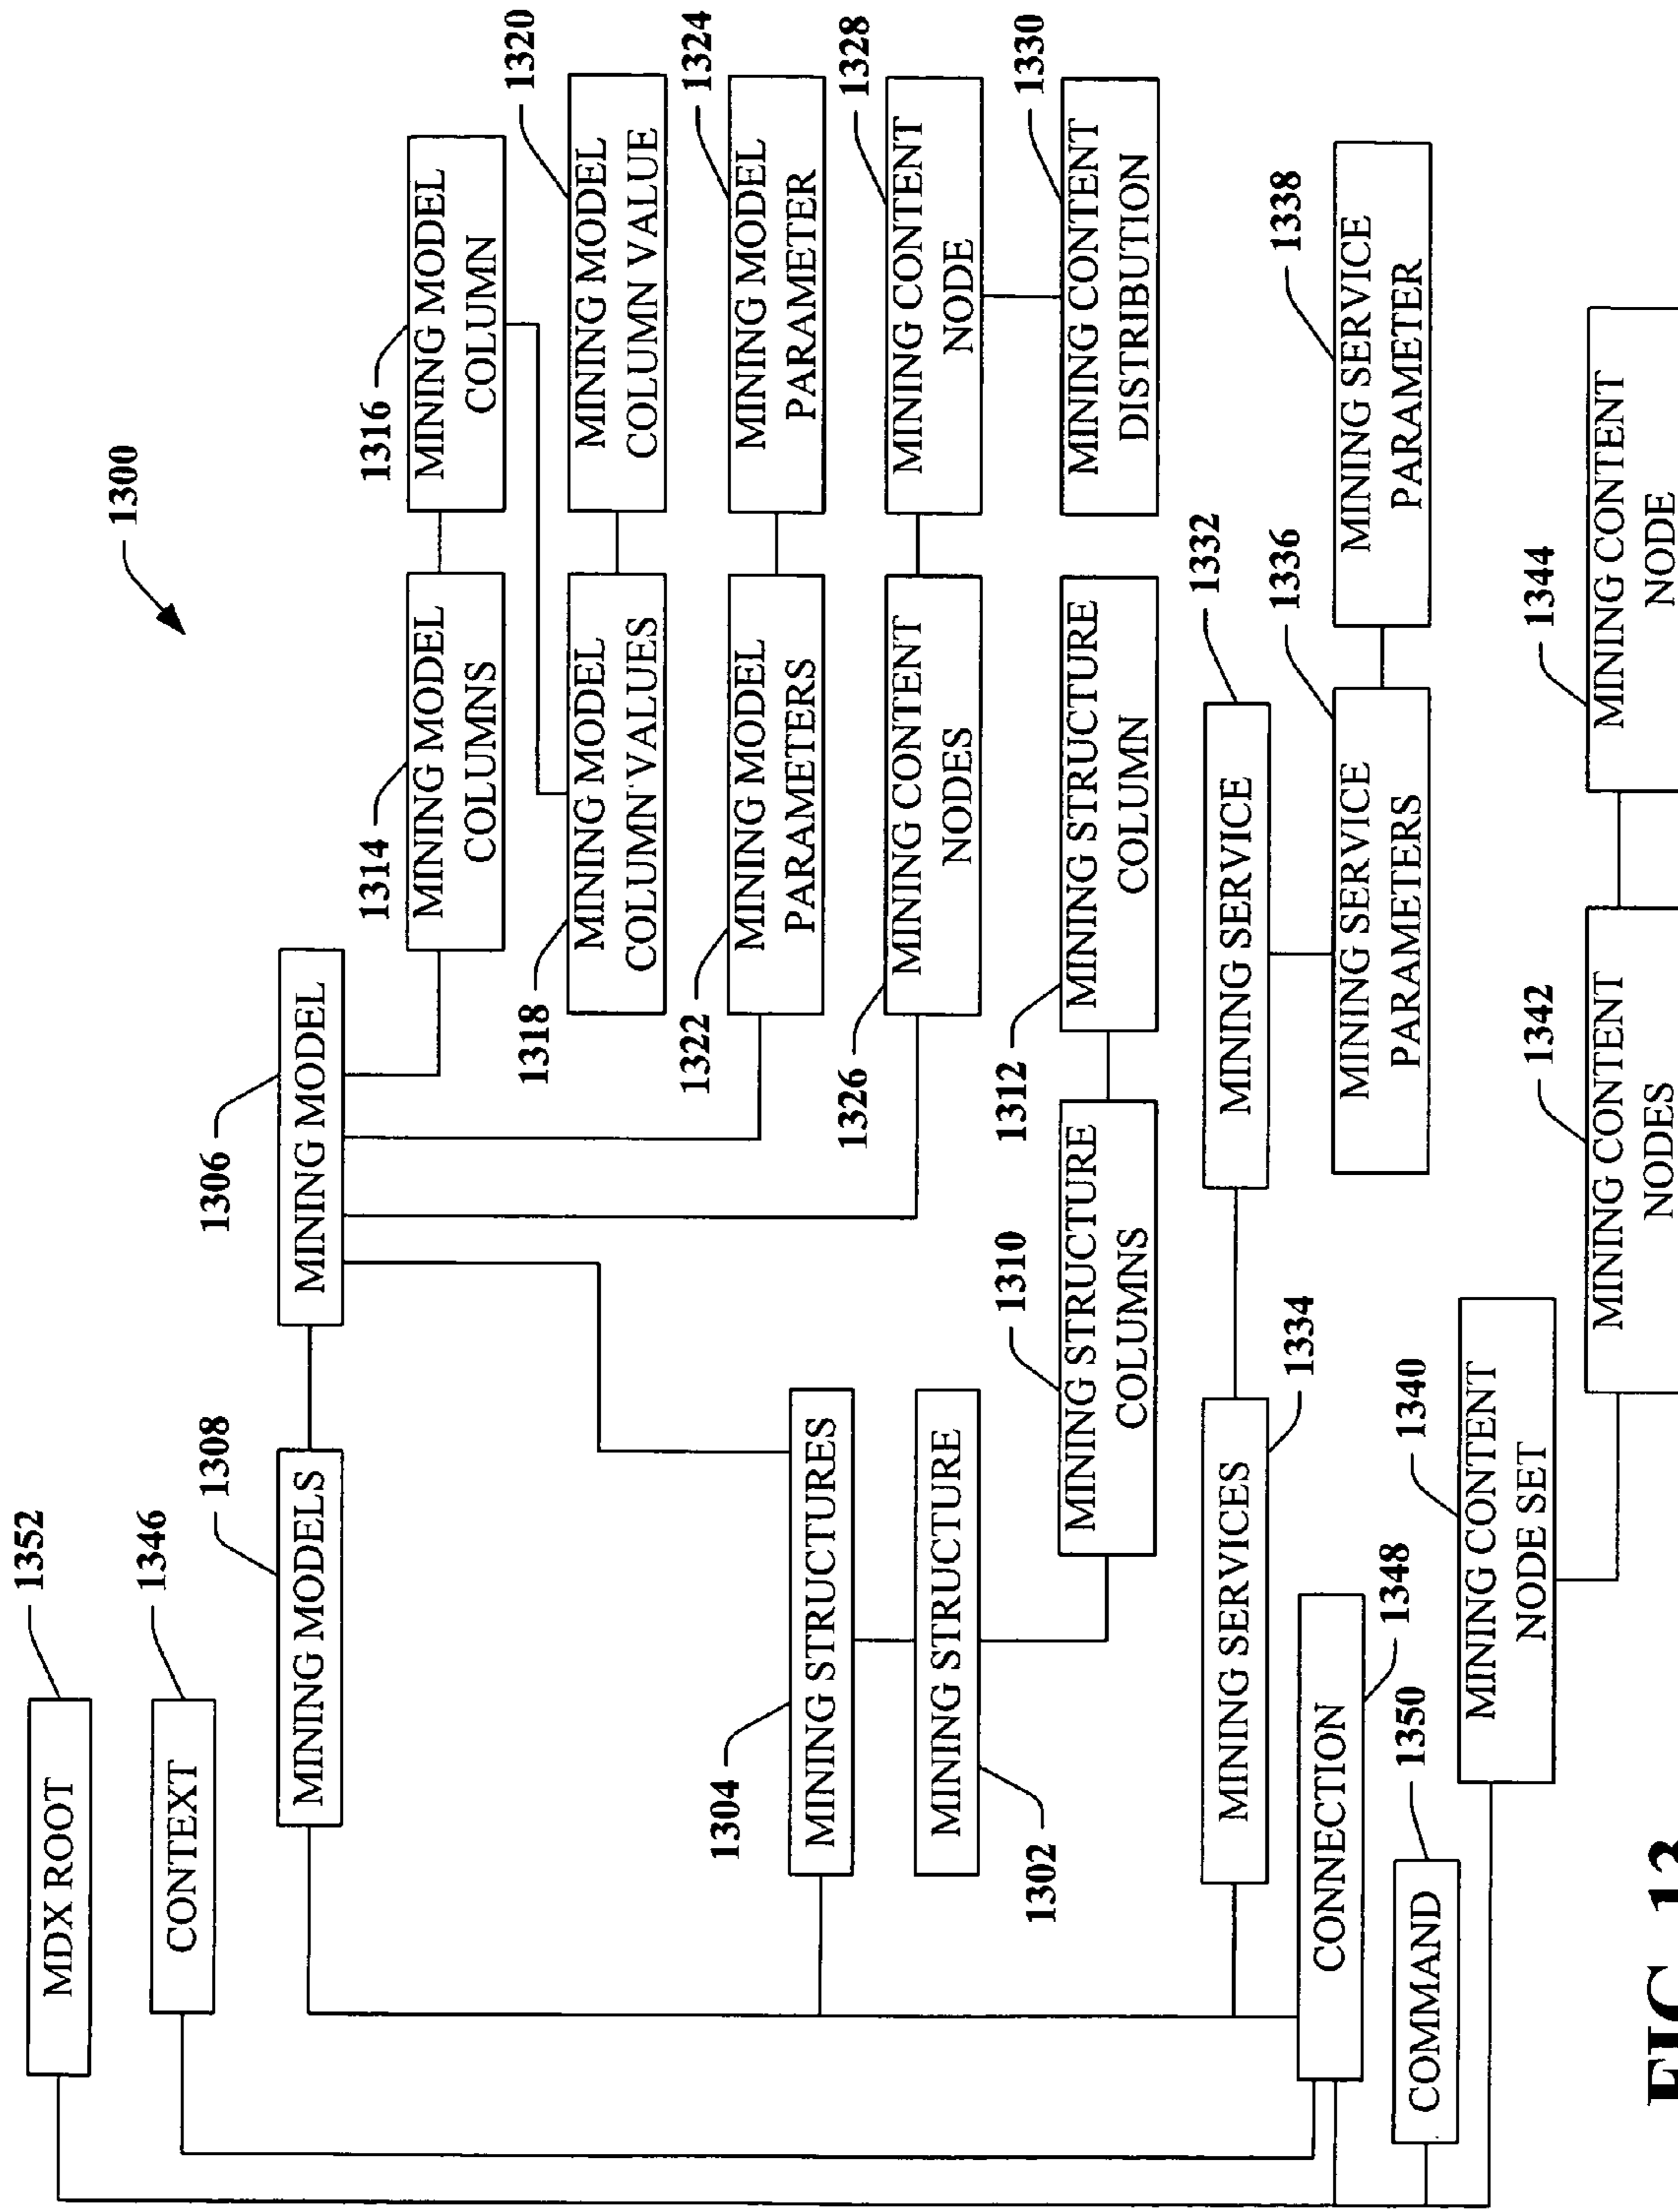 1300
1352
MDX ROOT
1346
CONTEXT
1308
MINING MODELS
1306
MINING MODEL
1314
MINING MODEL
COLUMNS
1316
MINING MODEL
COLUMN
1318
MINING MODEL
COLUMN VALUES
1320
MINING MODEL
COLUMN VALUE
1322
MINING MODEL
PARAMETERS
1324
MINING MODEL
PARAMETER
1304
MINING STRUCTURES
1326
MINING CONTENT
NODES
1328
MINING CONTENT
NODE
1302
MINING STRUCTURE
1310
MINING STRUCTURE
COLUMNS
1312
MINING STRUCTURE
COLUMN
1330
MINING CONTENT
DISTRIBUTION
1334
MINING SERVICES
1332
MINING SERVICE
1336
MINING SERVICE
PARAMETERS
1338
MINING SERVICE
PARAMETER
1348
CONNECTION
1350
COMMAND
1340
MINING CONTENT
NODE SET
1342
MINING CONTENT
NODES
1344
MINING CONTENT
NODE
FIG. 13